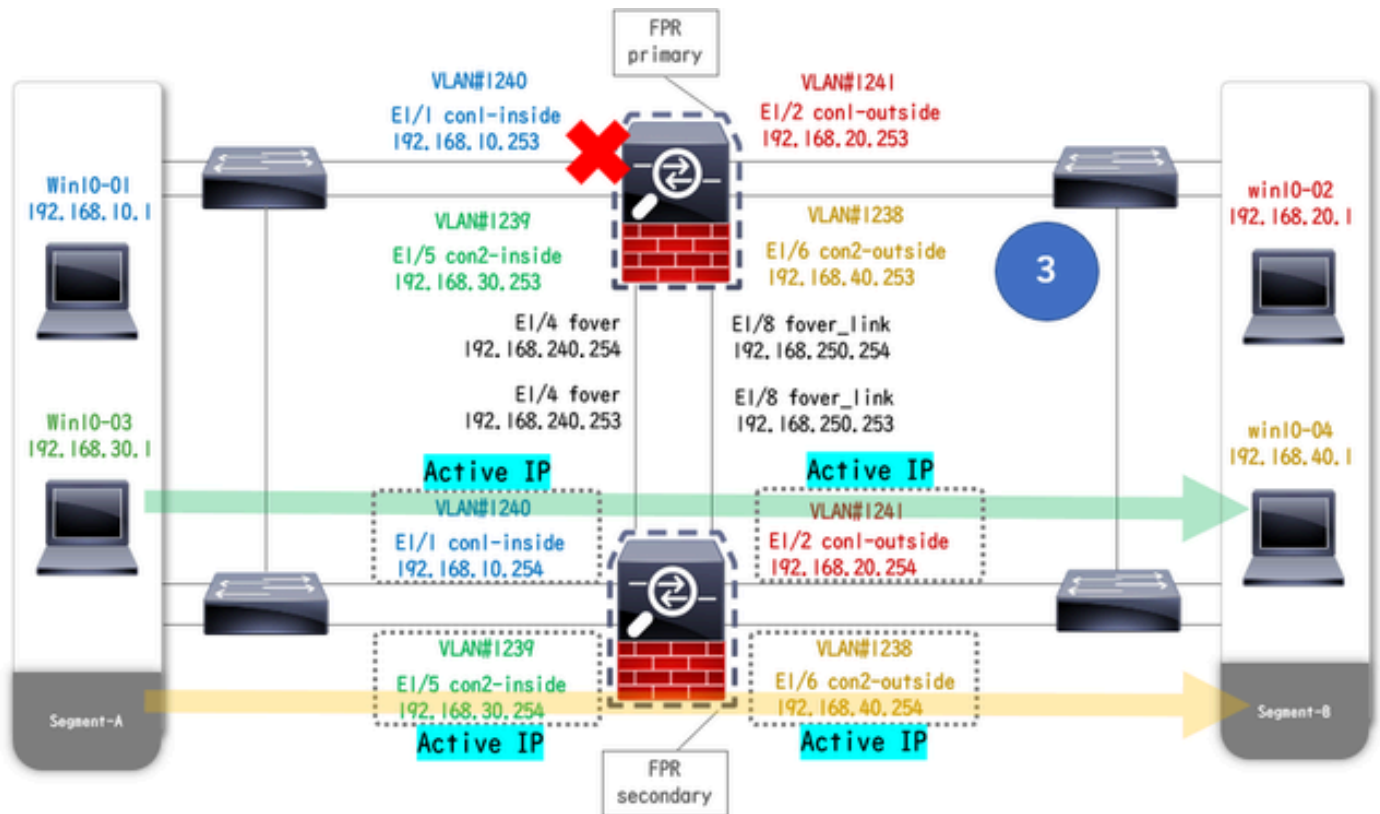 FPR
primary
VLAN#1240
E1/1 con1-inside
192.168.10.253
VLAN#1241
E1/2 con1-outside
192.168.20.253
Win10-01
192.168.10.1
win10-02
192.168.20.1
VLAN#1239
E1/5 con2-inside
192.168.30.253
VLAN#1238
E1/6 con2-outside
192.168.40.253
3
E1/4 fover
192.168.240.254
E1/8 fover_link
192.168.250.254
E1/4 fover
192.168.240.253
E1/8 fover_link
192.168.250.253
Win10-03
192.168.30.1
win10-04
192.168.40.1
Active IP
Active IP
VLAN#1240
E1/1 con1-inside
192.168.10.254
VLAN#1241
E1/2 con1-outside
192.168.20.254
VLAN#1239
E1/5 con2-inside
192.168.30.254
VLAN#1238
E1/6 con2-outside
192.168.40.254
Active IP
Active IP
Segment-A
Segment-B
FPR
secondary